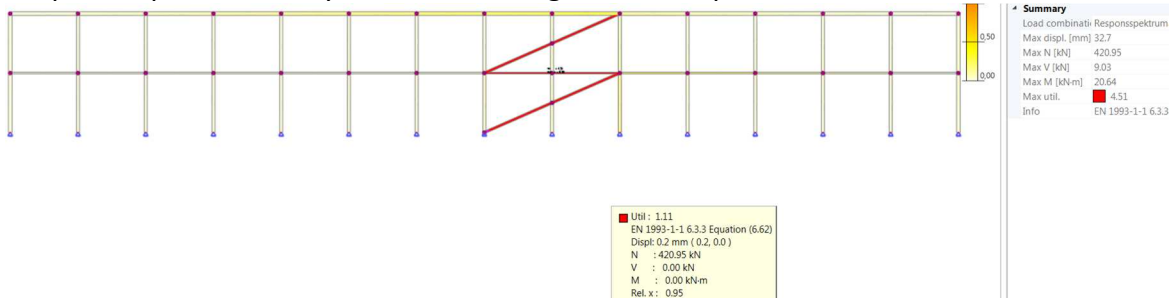 0,50
0,00
Summary
Load combinati Responsspektrum
Max displ. [mm] 32.7
Max N [kN] 420.95
Max V [kN] 9.03
Max M [kN·m] 20.64
Max util. 4.51
Info EN 1993-1-1 6.3.3
Util : 1.11
EN 1993-1-1 6.3.3 Equation (6.62)
Displ: 0.2 mm ( 0.2, 0.0 )
N : 420.95 kN
V : 0.00 kN
M : 0.00 kN·m
Rel. x : 0.95